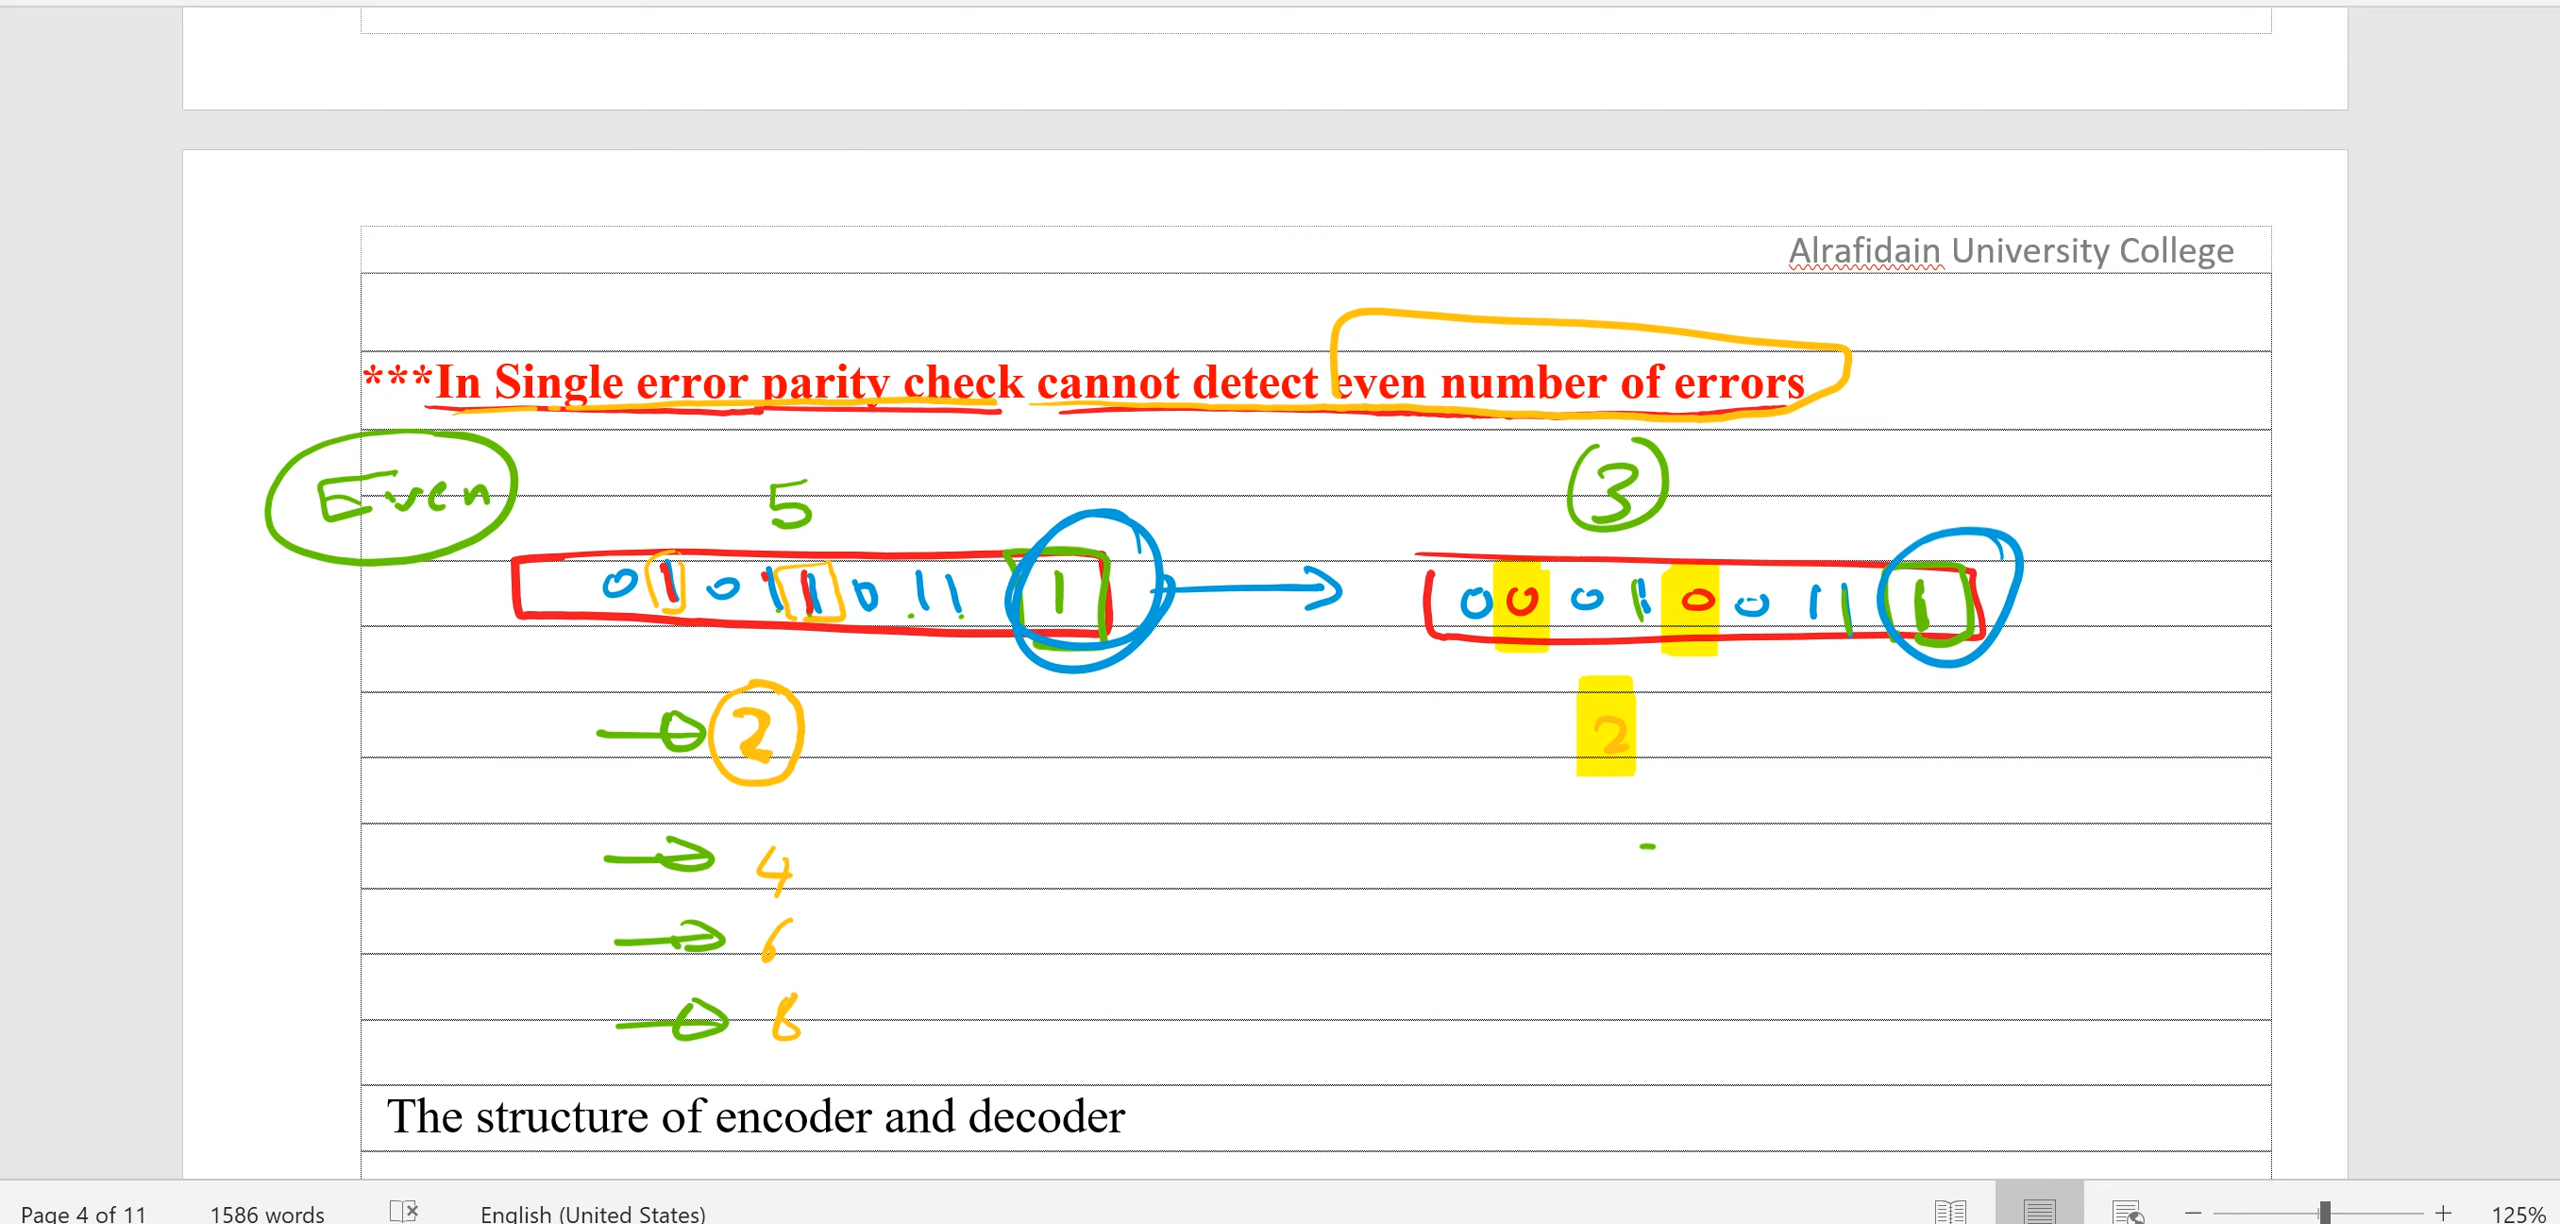 Alrafidain University College
***In Single error parity check cannot detect even number of errors
Even 5 3
0 1 0 1 1 0 1 1 1 0 0 0 1 0 0 1 1 1
2 2
4
6
8
The structure of encoder and decoder
Page 4 of 11 1586 words English (United States) 125%